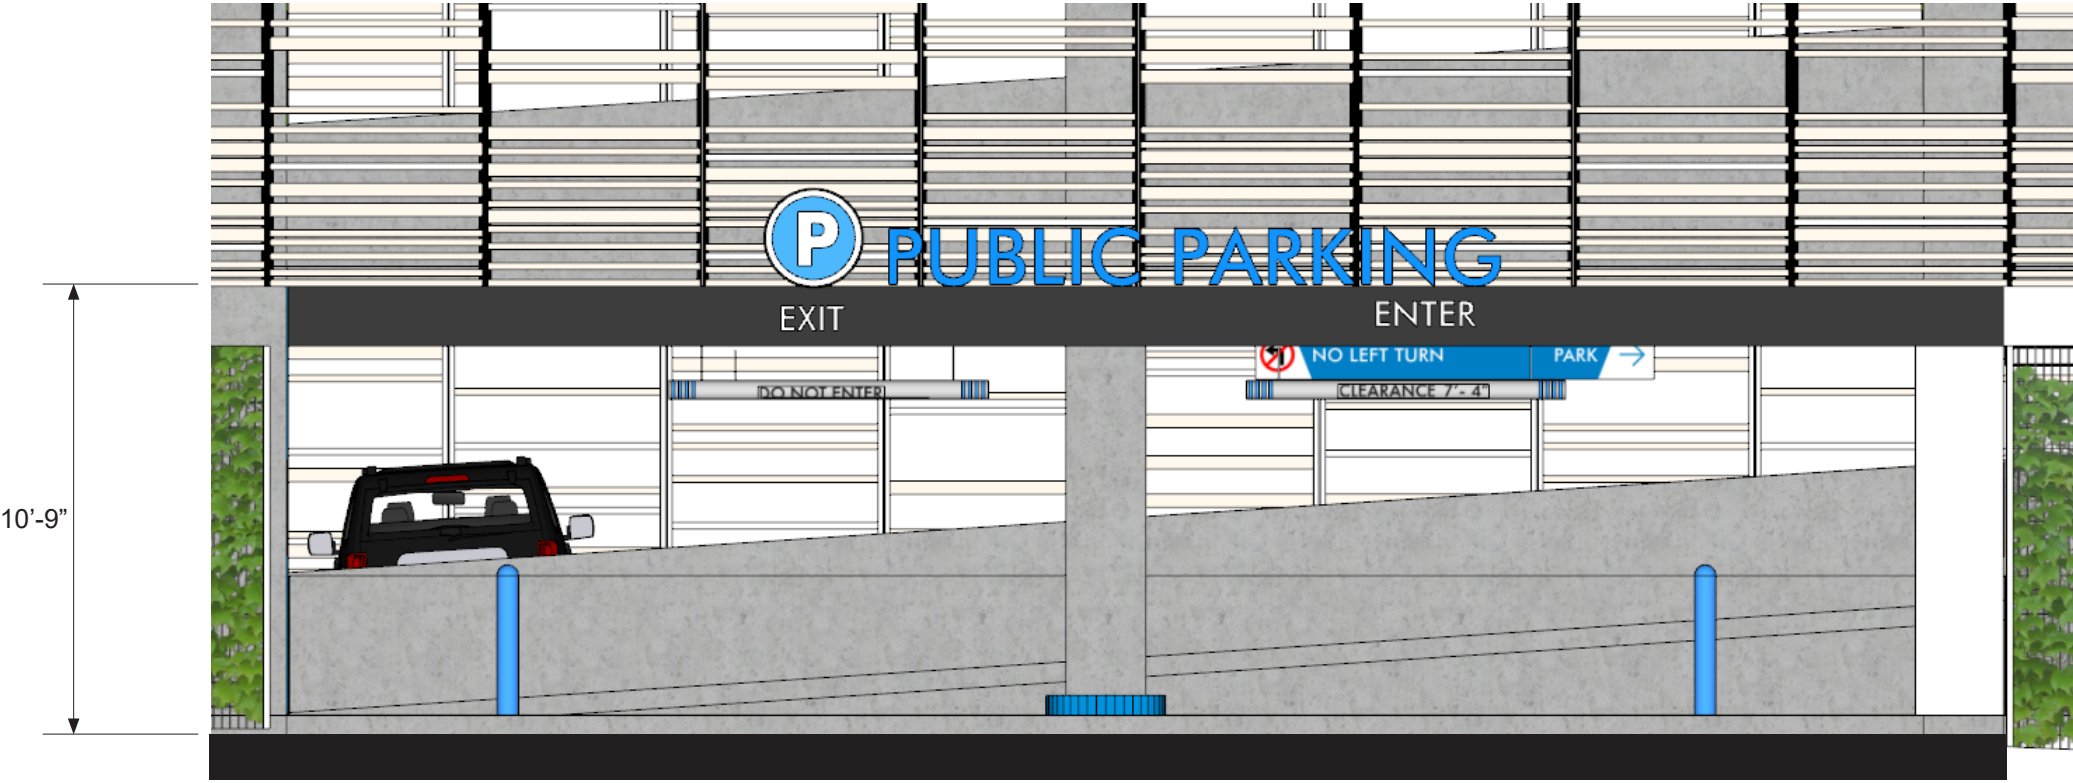 P PUBLIC PARKING
EXIT ENTER
NO LEFT TURN PARK →
DO NOT ENTER CLEARANCE 7'- 4"
10'-9”